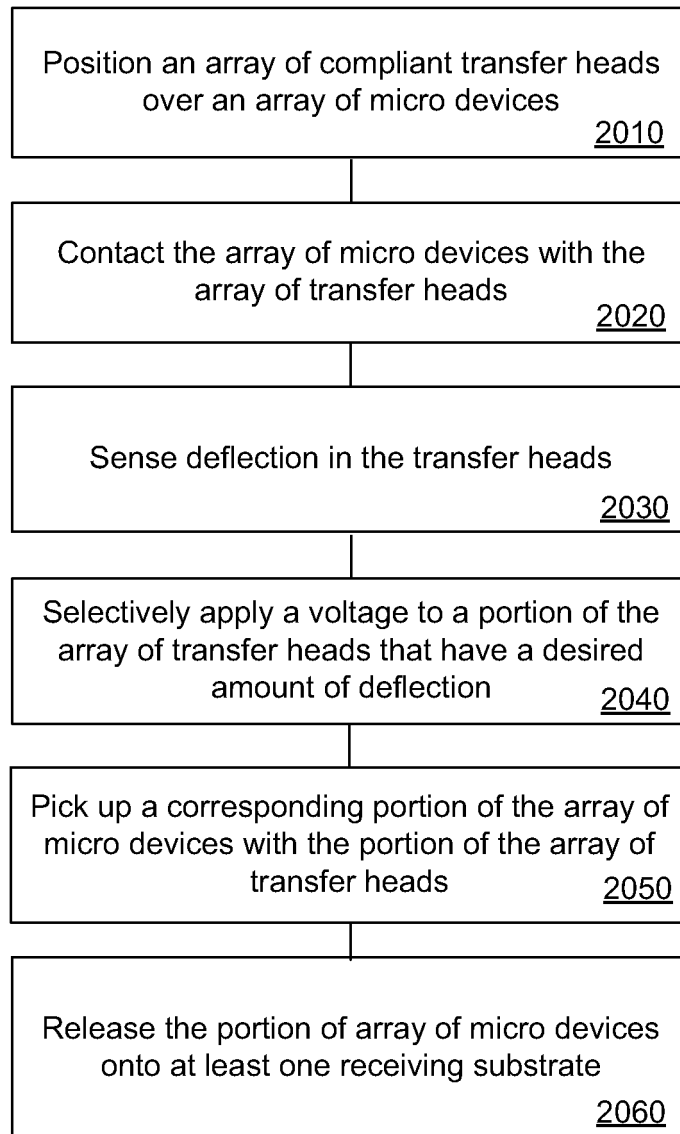 Position an array of compliant transfer heads
over an array of micro devices
2010
Contact the array of micro devices with the
array of transfer heads
2020
Sense deflection in the transfer heads
2030
Selectively apply a voltage to a portion of the
array of transfer heads that have a desired
amount of deflection
2040
Pick up a corresponding portion of the array of
micro devices with the portion of the array of
transfer heads
2050
Release the portion of array of micro devices
onto at least one receiving substrate
2060